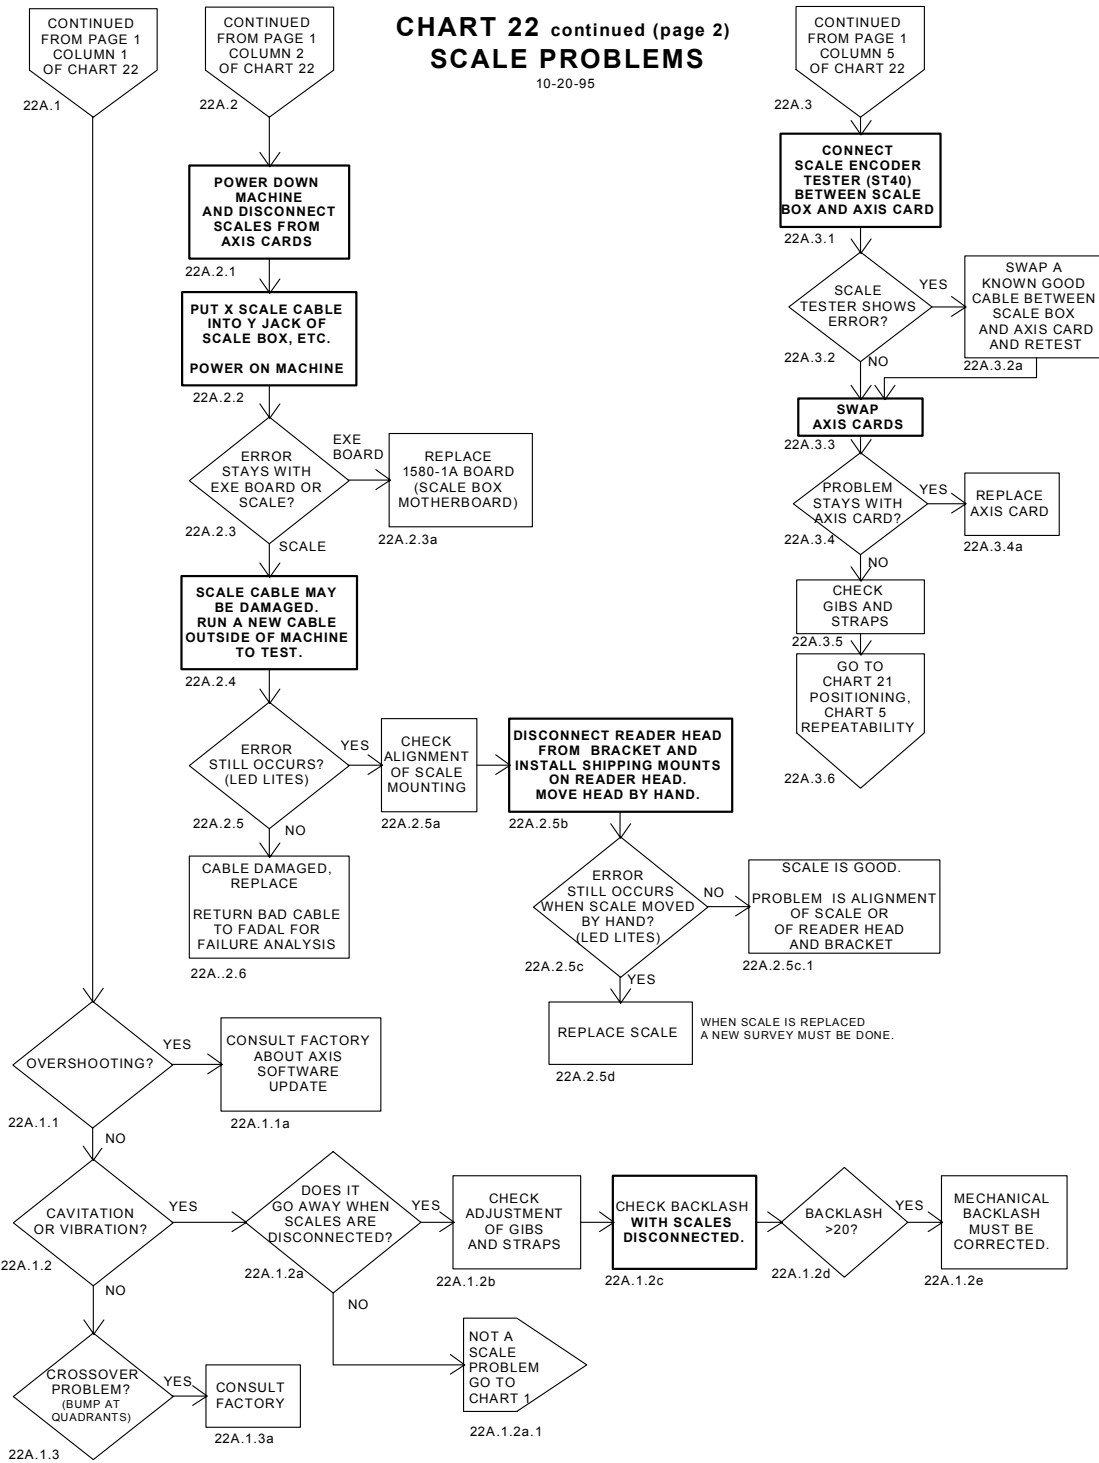 CHART 22 continued (page 2)
SCALE PROBLEMS
10-20-95
CONTINUED
FROM PAGE 1
COLUMN 1
OF CHART 22
22A.1
CONTINUED
FROM PAGE 1
COLUMN 2
OF CHART 22
22A.2
CONTINUED
FROM PAGE 1
COLUMN 5
OF CHART 22
22A.3
POWER DOWN
MACHINE
AND DISCONNECT
SCALES FROM
AXIS CARDS
22A.2.1
PUT X SCALE CABLE
INTO Y JACK OF
SCALE BOX, ETC.
POWER ON MACHINE
22A.2.2
ERROR
STAYS WITH
EXE BOARD OR
SCALE?
22A.2.3
EXE
BOARD
REPLACE
1580-1A BOARD
(SCALE BOX
MOTHERBOARD)
22A.2.3a
SCALE
SCALE CABLE MAY
BE DAMAGED.
RUN A NEW CABLE
OUTSIDE OF MACHINE
TO TEST.
22A.2.4
ERROR
STILL OCCURS?
(LED LITES)
22A.2.5
YES
CHECK
ALIGNMENT
OF SCALE
MOUNTING
22A.2.5a
DISCONNECT READER HEAD
FROM BRACKET AND
INSTALL SHIPPING MOUNTS
ON READER HEAD.
MOVE HEAD BY HAND.
22A.2.5b
NO
CABLE DAMAGED,
REPLACE
RETURN BAD CABLE
TO FADAL FOR
FAILURE ANALYSIS
22A..2.6
ERROR
STILL OCCURS
WHEN SCALE MOVED
BY HAND?
(LED LITES)
22A.2.5c
NO
SCALE IS GOOD.
PROBLEM IS ALIGNMENT
OF SCALE OR
OF READER HEAD
AND BRACKET
22A.2.5c.1
YES
REPLACE SCALE
22A.2.5d
WHEN SCALE IS REPLACED
A NEW SURVEY MUST BE DONE.
CONNECT
SCALE ENCODER
TESTER (ST40)
BETWEEN SCALE
BOX AND AXIS CARD
22A.3.1
SCALE
TESTER SHOWS
ERROR?
22A.3.2
YES
SWAP A
KNOWN GOOD
CABLE BETWEEN
SCALE BOX
AND AXIS CARD
AND RETEST
22A.3.2a
NO
SWAP
AXIS CARDS
22A.3.3
PROBLEM
STAYS WITH
AXIS CARD?
22A.3.4
YES
REPLACE
AXIS CARD
22A.3.4a
NO
CHECK
GIBS AND
STRAPS
22A.3.5
GO TO
CHART 21
POSITIONING,
CHART 5
REPEATABILITY
22A.3.6
OVERSHOOTING?
22A.1.1
YES
CONSULT FACTORY
ABOUT AXIS
SOFTWARE
UPDATE
22A.1.1a
NO
CAVITATION
OR VIBRATION?
22A.1.2
YES
DOES IT
GO AWAY WHEN
SCALES ARE
DISCONNECTED?
22A.1.2a
YES
CHECK
ADJUSTMENT
OF GIBS
AND STRAPS
22A.1.2b
CHECK BACKLASH
WITH SCALES
DISCONNECTED.
22A.1.2c
BACKLASH
>20?
22A.1.2d
YES
MECHANICAL
BACKLASH
MUST BE
CORRECTED.
22A.1.2e
NO
NOT A
SCALE
PROBLEM
GO TO
CHART 1
22A.1.2a.1
NO
CROSSOVER
PROBLEM?
(BUMP AT
QUADRANTS)
22A.1.3
YES
CONSULT
FACTORY
22A.1.3a